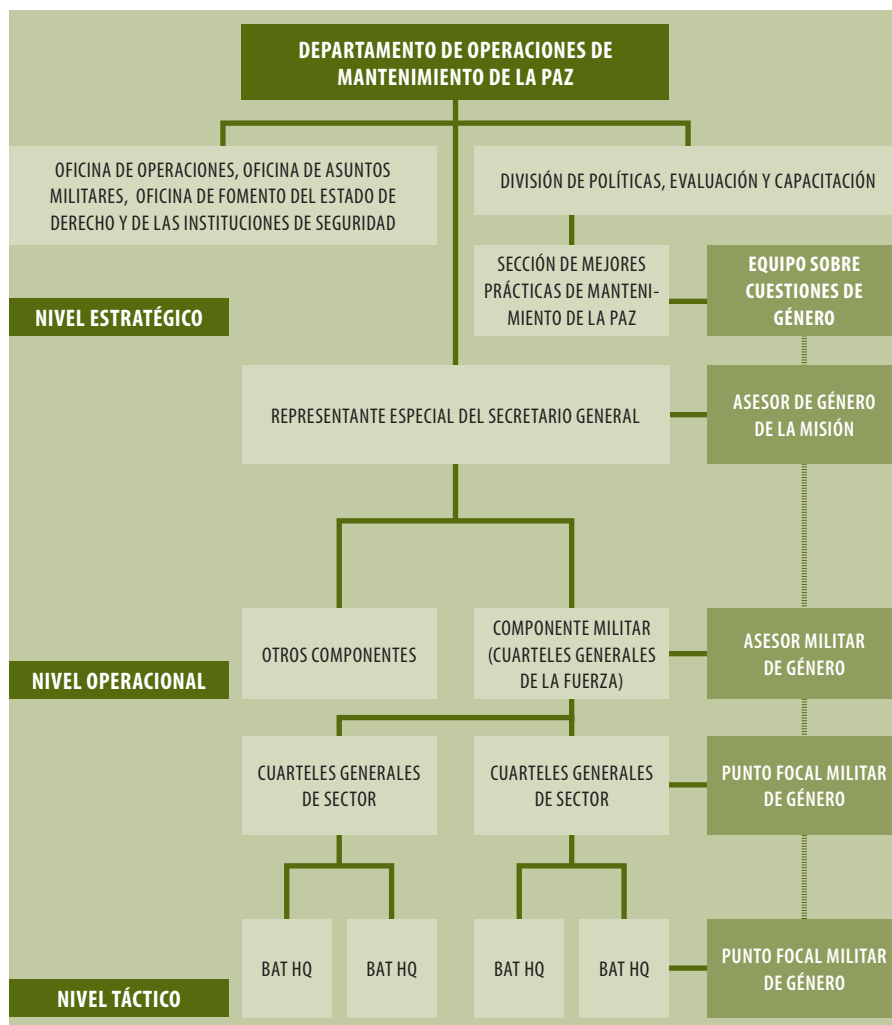 DEPARTAMENTO DE OPERACIONES DE
MANTENIMIENTO DE LA PAZ
OFICINA DE OPERACIONES, OFICINA DE ASUNTOS
MILITARES, OFICINA DE FOMENTO DEL ESTADO DE
DERECHO Y DE LAS INSTITUCIONES DE SEGURIDAD
DIVISIÓN DE POLÍTICAS, EVALUACIÓN Y CAPACITACIÓN
SECCIÓN DE MEJORES
PRÁCTICAS DE MANTENI-
MIENTO DE LA PAZ
EQUIPO SOBRE
CUESTIONES DE
GÉNERO
NIVEL ESTRATÉGICO
REPRESENTANTE ESPECIAL DEL SECRETARIO GENERAL
ASESOR DE GÉNERO
DE LA MISIÓN
OTROS COMPONENTES
COMPONENTE MILITAR
(CUARTELES GENERALES
DE LA FUERZA)
ASESOR MILITAR
DE GÉNERO
NIVEL OPERACIONAL
CUARTELES GENERALES
DE SECTOR
CUARTELES GENERALES
DE SECTOR
PUNTO FOCAL MILITAR
DE GÉNERO
BAT HQ
BAT HQ
BAT HQ
BAT HQ
PUNTO FOCAL MILITAR
DE GÉNERO
NIVEL TÁCTICO